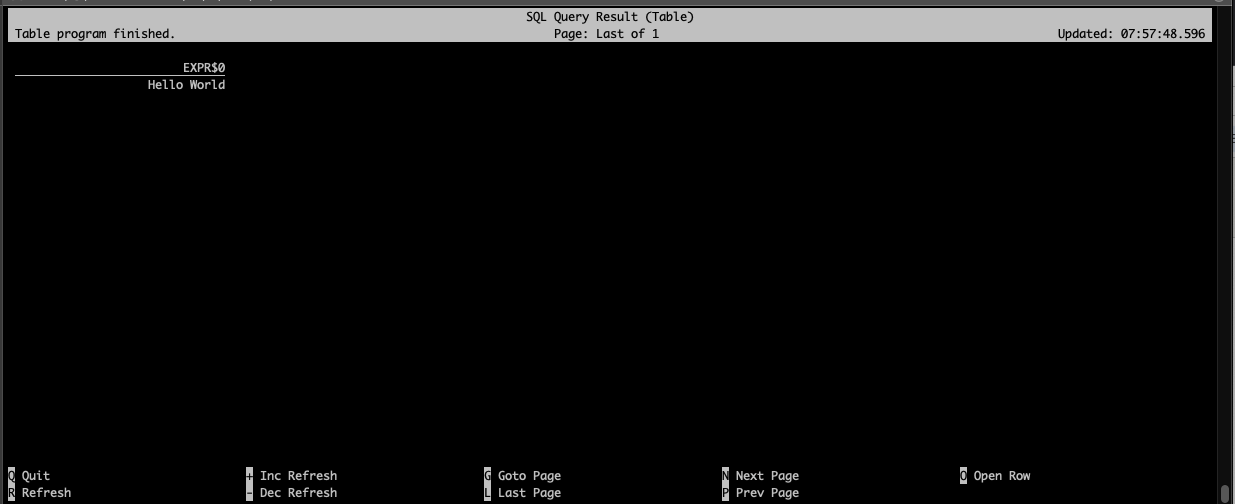 SQL Query Result (Table)
Table program finished. Page: Last of 1 Updated: 07:57:48.596
EXPR$0
Hello World
Q Quit + Inc Refresh G Goto Page N Next Page O Open Row
R Refresh - Dec Refresh L Last Page P Prev Page